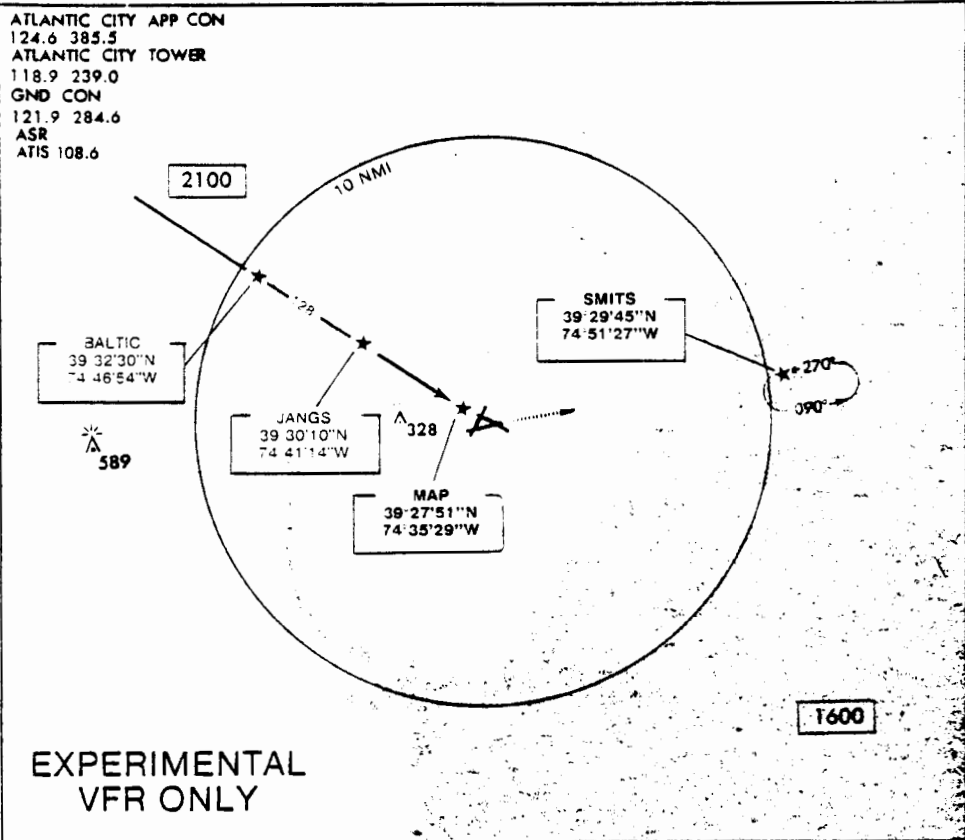 ATLANTIC CITY APP CON
124.6 385.5
ATLANTIC CITY TOWER
118.9 239.0
GND CON
121.9 284.6
ASR
ATIS 108.6
2100
10 NMI
128
SMITS
39°29'45"N
74°51'27"W
270°
090°
BALTIC
39°32'30"N
74°46'54"W
JANGS
39°30'10"N
74°41'14"W
328
589
MAP
39°27'51"N
74°35'29"W
1600
EXPERIMENTAL
VFR ONLY